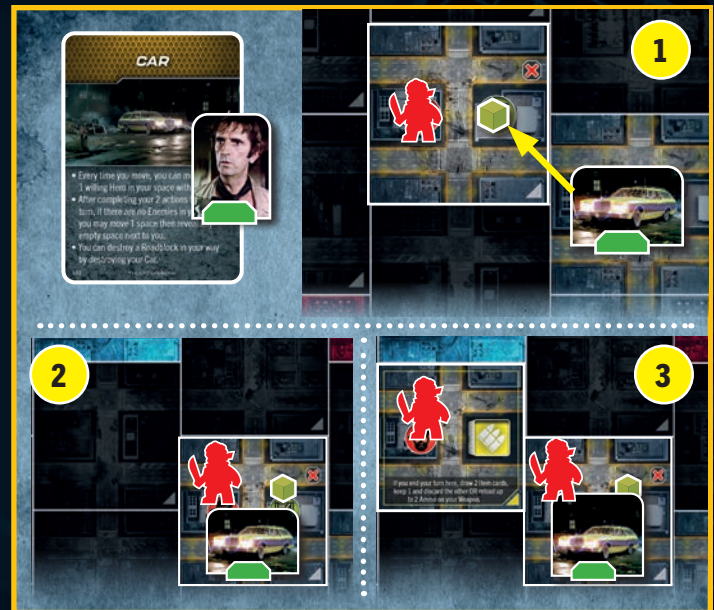 CAR
• Every time you move, you can m
1 willing Hero in your space with
• After completing your 2 actions
turn, if there are no Enemies in y
you may move 1 space then reve
empty space next to you.
• You can destroy a Roadblock in your way
by destroying your Car.
1
2
3
If you end your turn here, draw 2 Item cards,
keep 1 and discard the other OR reload up
to 2 Ammo on your Weapon.